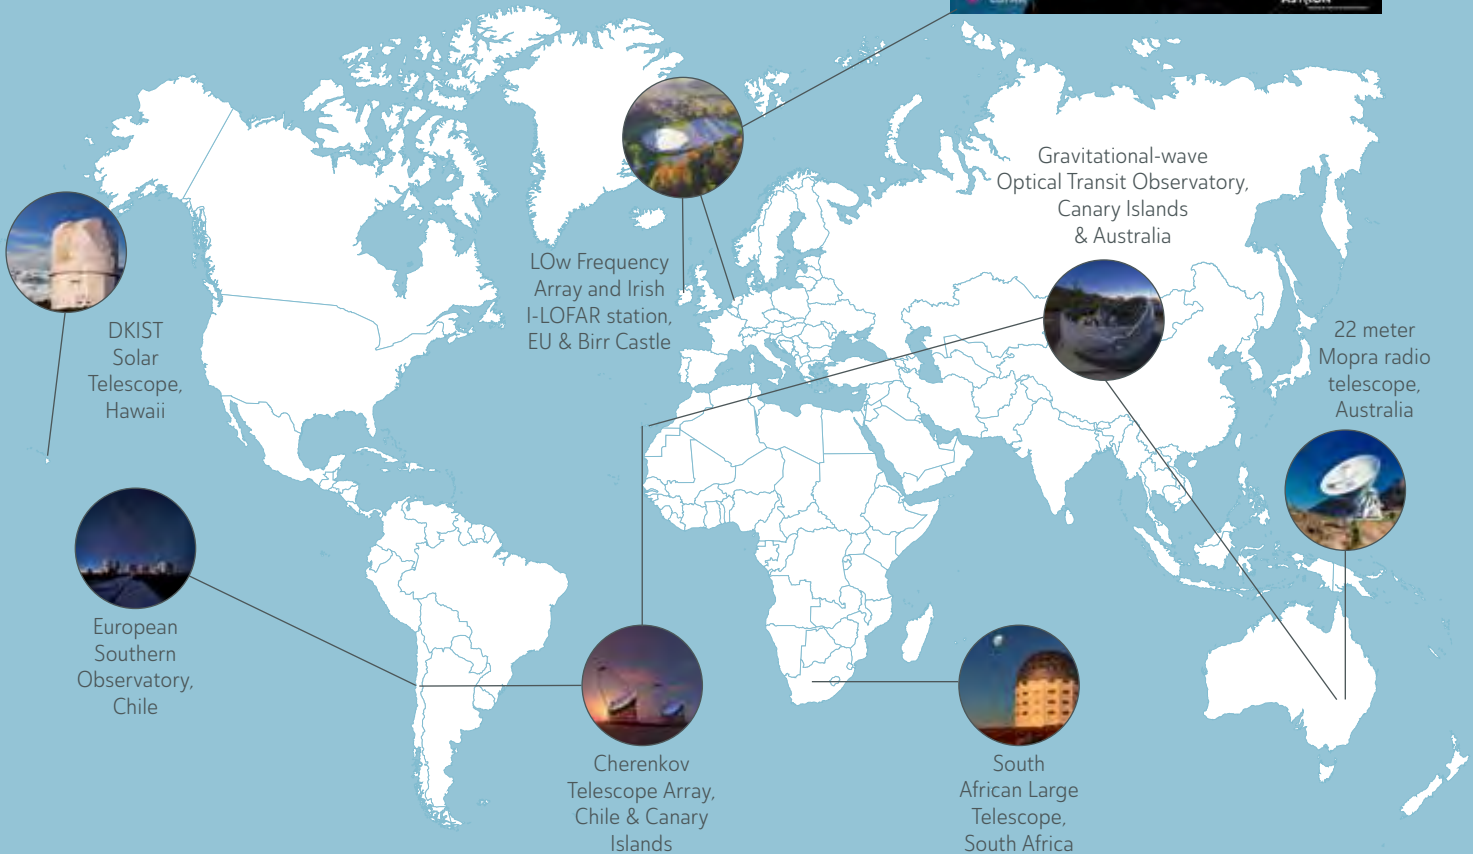 LOFAR
ASTRON
Gravitational-wave
Optical Transit Observatory,
Canary Islands
& Australia
LOw Frequency
Array and Irish
I-LOFAR station,
EU & Birr Castle
DKIST
Solar
Telescope,
Hawaii
22 meter
Mopra radio
telescope,
Australia
European
Southern
Observatory,
Chile
Cherenkov
Telescope Array,
Chile & Canary
Islands
South
African Large
Telescope,
South Africa